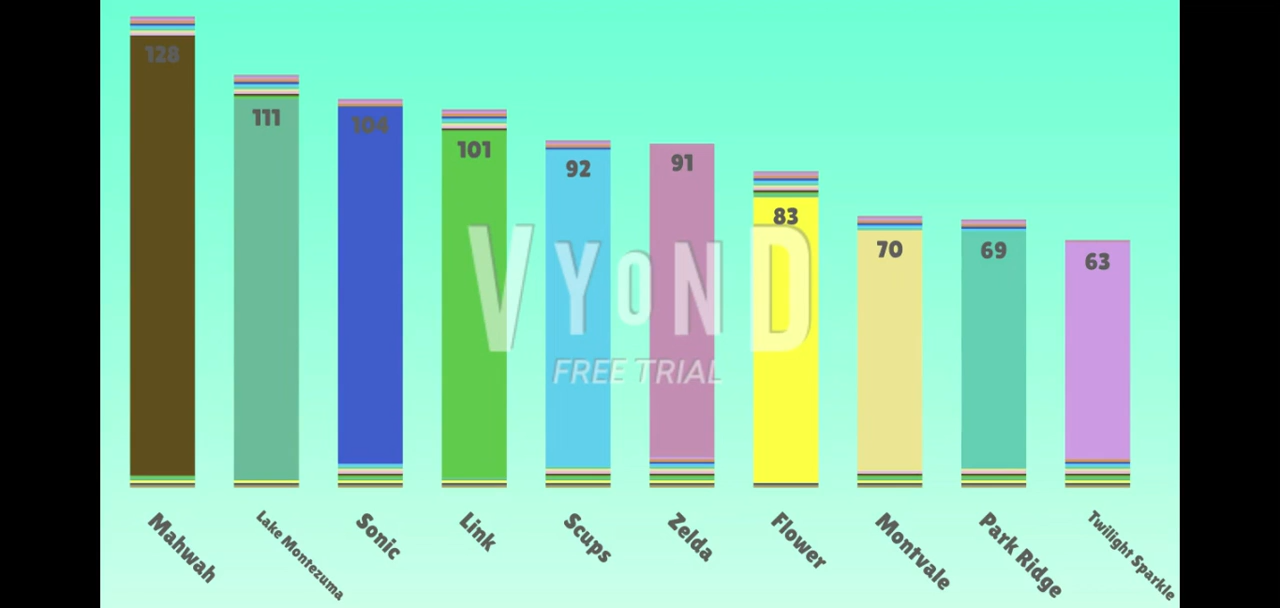 128
111
104
101
92
91
83
70
69
63
VYOND
FREE TRIAL
Mahwah
Lake Montezuma
Sonic
Link
Scups
Zelda
Flower
Montvale
Park Ridge
Twilight Sparkle